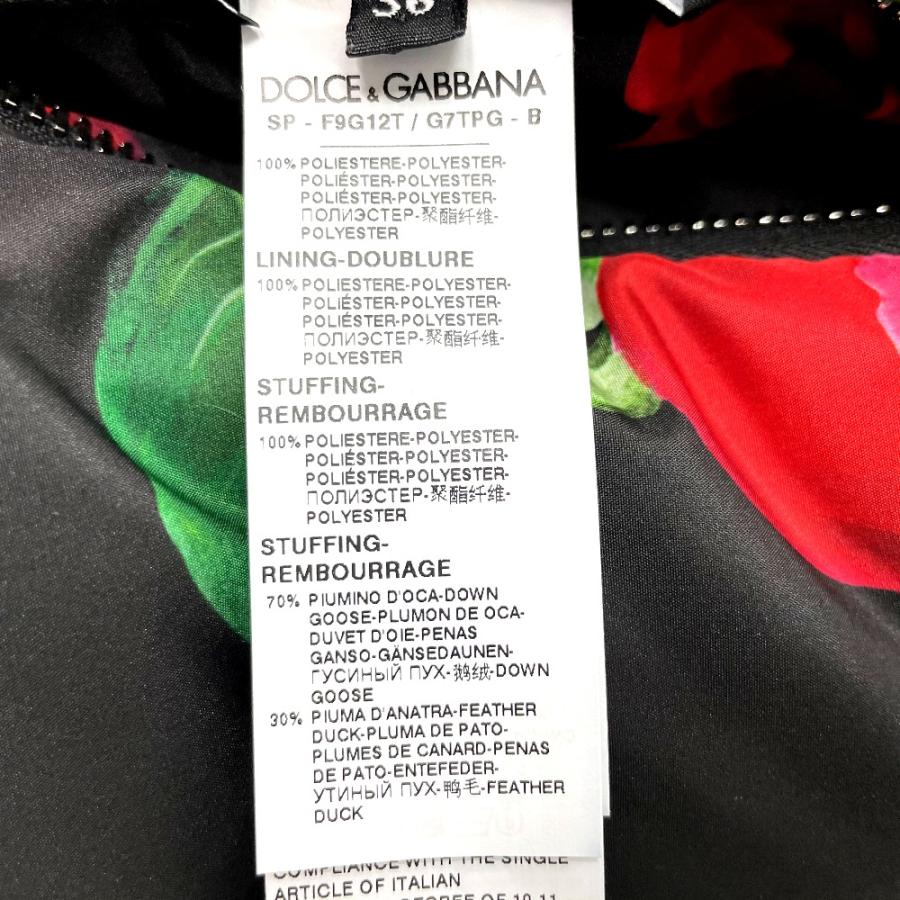 36
DOLCE & GABBANA
SP - F9G12T / G7TPG - B
100% POLIESTERE-POLYESTER-
POLIÉSTER-POLYESTER-
POLIÉSTER-POLYESTER-
ПОЛИЭСТЕР-聚酯纤维-
POLYESTER
LINING-DOUBLURE
100% POLIESTERE-POLYESTER-
POLIÉSTER-POLYESTER-
POLIÉSTER-POLYESTER-
ПОЛИЭСТЕР-聚酯纤维-
POLYESTER
STUFFING-
REMBOURRAGE
100% POLIESTERE-POLYESTER-
POLIÉSTER-POLYESTER-
POLIÉSTER-POLYESTER-
ПОЛИЭСТЕР-聚酯纤维-
POLYESTER
STUFFING-
REMBOURRAGE
70% PIUMINO D'OCA-DOWN
GOOSE-PLUMON DE OCA-
DUVET D'OIE-PENAS
GANSO-GÄNSEDAUNEN-
ГУСИНЫЙ ПУХ-鹅绒-DOWN
GOOSE
30% PIUMA D'ANATRA-FEATHER
DUCK-PLUMA DE PATO-
PLUMES DE CANARD-PENAS
DE PATO-ENTEFEDER-
УТИНЫЙ ПУХ-鸭毛-FEATHER
DUCK
COMPLIANCE WITH THE SINGLE
ARTICLE OF ITALIAN
DEGREE OF 10-11